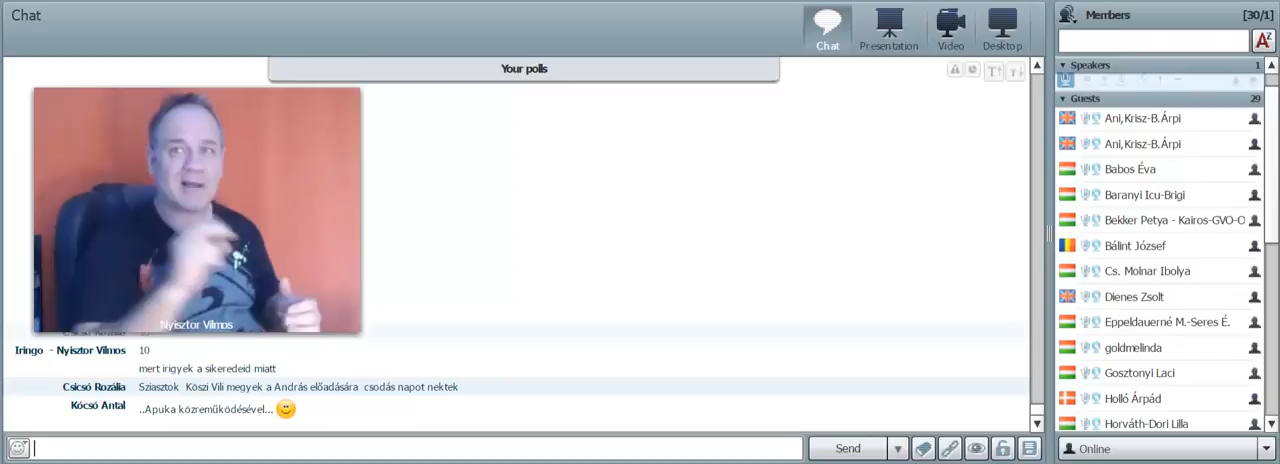 Chat
Chat
Presentation
Video
Desktop
Members
[30/1]
Your polls
Speakers 1
Guests 29
Ani,Krisz-B.Árpi
Ani,Krisz-B.Árpi
Babos Éva
Baranyi Icu-Brigi
Bekker Petya - Kairos-GVO-O
Bálint József
Cs. Molnar Ibolya
Dienes Zsolt
Eppeldauerné M.-Seres É.
goldmelinda
Gosztonyi Laci
Holló Árpád
Horváth-Dori Lilla
Nyisztor Vilmos
Iringo - Nyisztor Vilmos 10
mert irigyek a sikeredeid miatt
Csicsó Rozália Sziasztok Köszi Vili megyek a András előadására csodás napot nektek
Kócsó Antal ..Apuka közreműködésével...
Send
Online